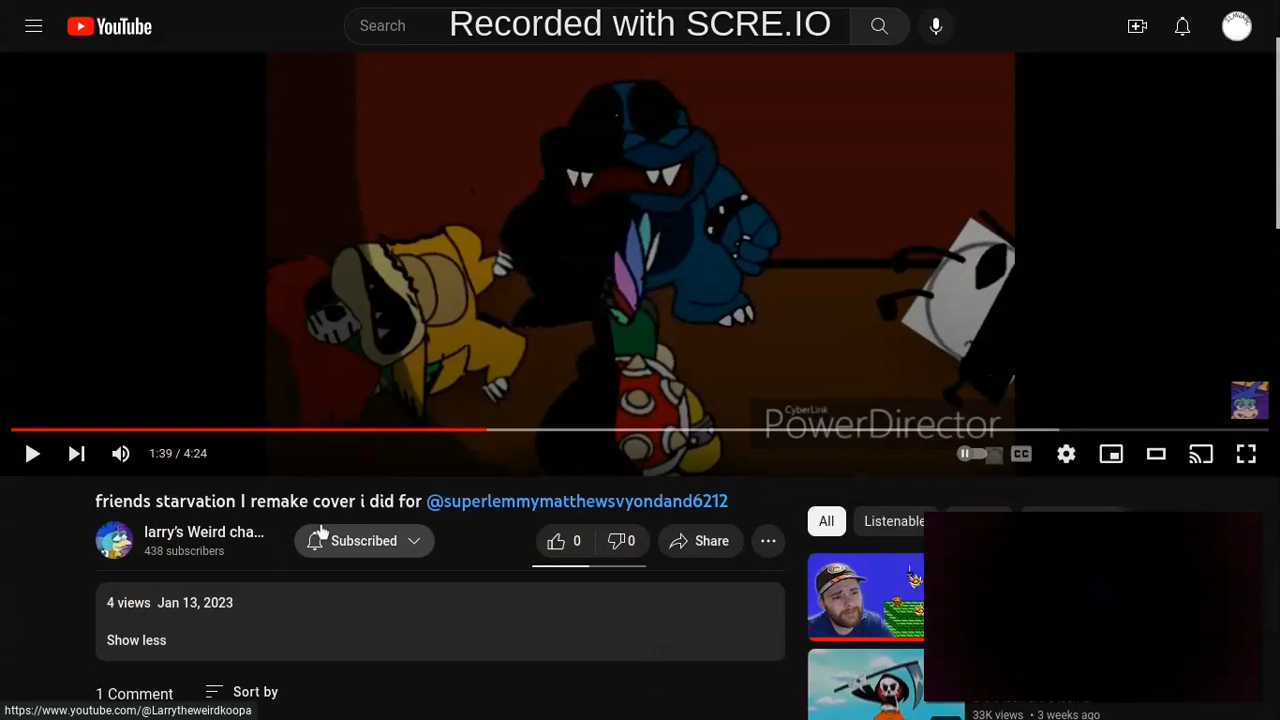 YouTube
Search
Recorded with SCRE.IO
CyberLink
PowerDirector
1:39 / 4:24
CC
friends starvation I remake cover i did for @superlemmymatthewsvyondand6212
larry's Weird cha...
438 subscribers
Subscribed
0
0
Share
All
Listenable
4 views Jan 13, 2023
Show less
1 Comment
Sort by
https://www.youtube.com/@Larrytheweirdkoopa
33K views • 3 weeks ago